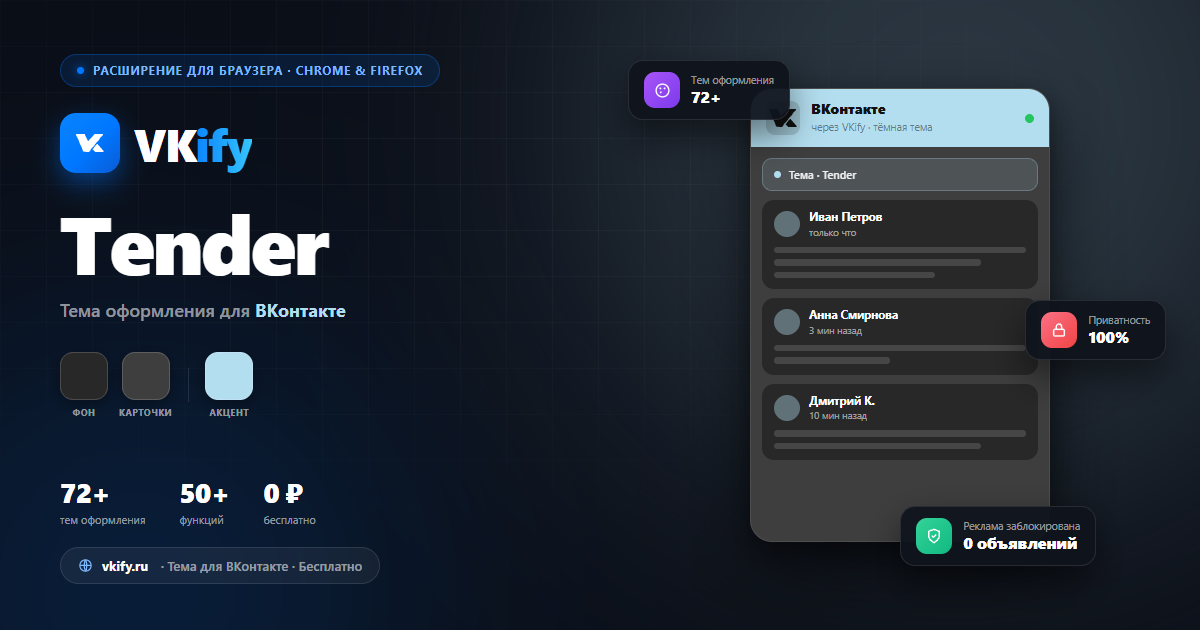 РАСШИРЕНИЕ ДЛЯ БРАУЗЕРА · CHROME & FIREFOX
VKify
Tender
Тема оформления для ВКонтакте
ФОН
КАРТОЧКИ
АКЦЕНТ
72+
тем оформления
50+
функций
0 ₽
бесплатно
vkify.ru · Тема для ВКонтакте · Бесплатно
Тем оформления
72+
ВКонтакте
через VKify · тёмная тема
Тема · Tender
Иван Петров
только что
Анна Смирнова
3 мин назад
Приватность
100%
Дмитрий К.
10 мин назад
Реклама заблокирована
0 объявлений